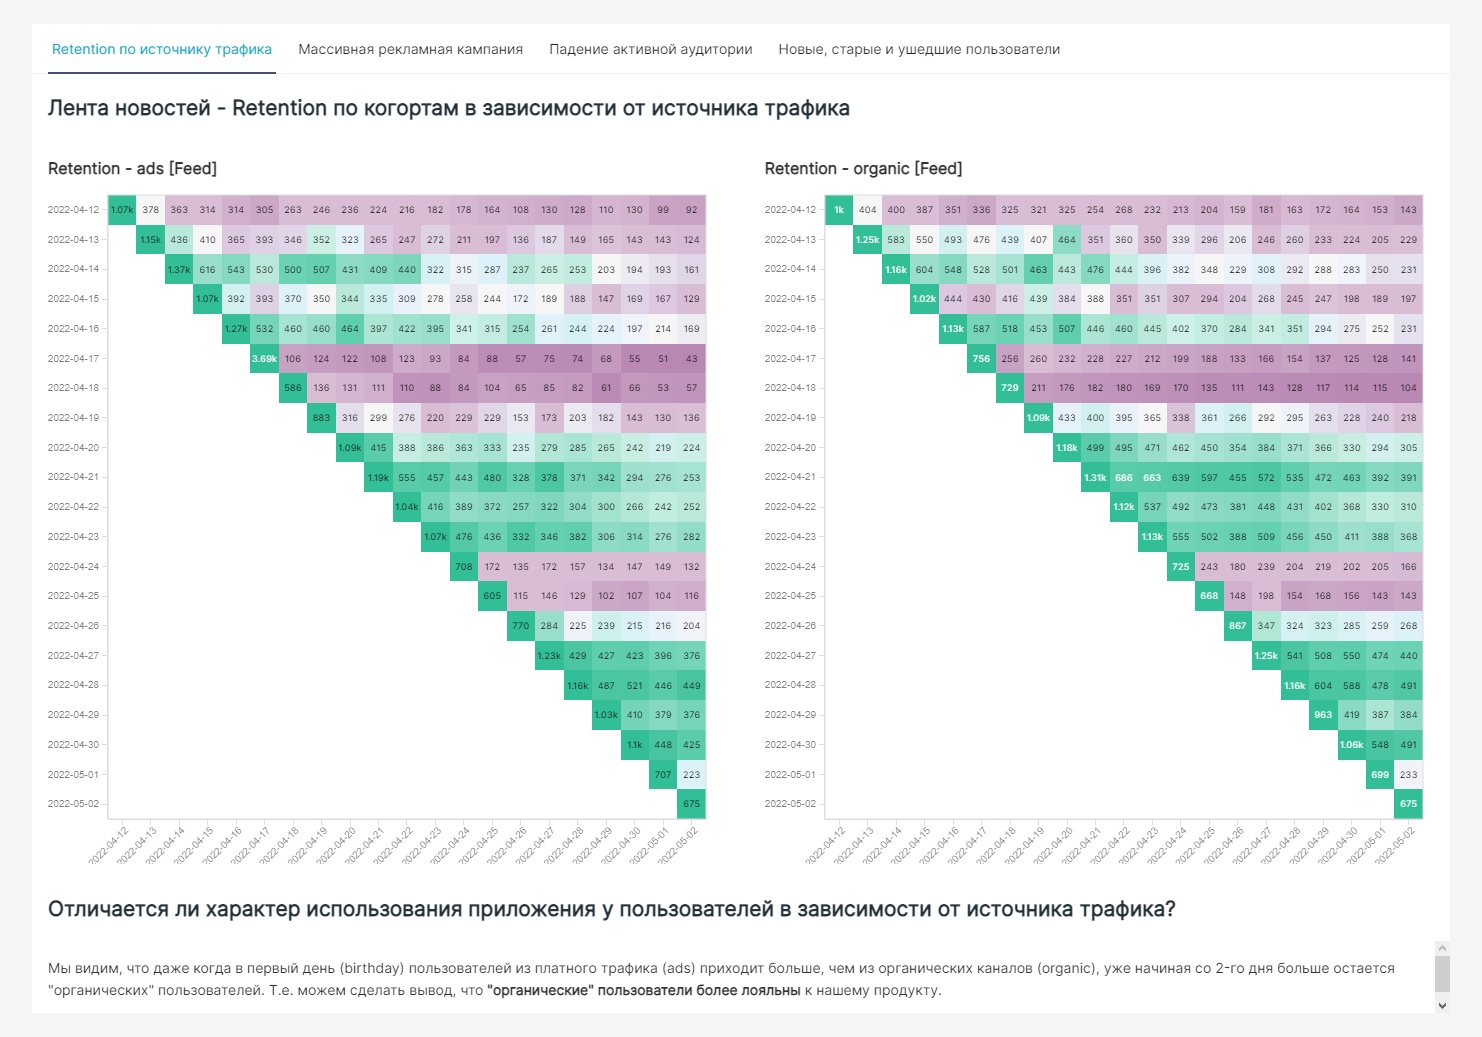 Retention по источнику трафика Массивная рекламная кампания Падение активной аудитории Новые, старые и ушедшие пользователи
Лента новостей - Retention по когортам в зависимости от источника трафика
Retention - ads [Feed]
2022-04-12 1.07k 378 363 314 314 305 263 246 236 224 216 182 178 164 108 130 128 110 130 99 92
2022-04-13 1.15k 436 410 365 393 346 352 323 265 247 272 211 197 136 187 149 165 143 143 124
2022-04-14 1.37k 616 543 530 500 507 431 409 440 322 315 287 237 265 253 203 194 193 161
2022-04-15 1.07k 392 393 370 350 344 335 309 278 258 244 172 189 188 147 169 167 129
2022-04-16 1.27k 532 460 460 464 397 422 395 341 315 254 261 244 224 197 214 169
2022-04-17 3.69k 106 124 122 108 123 93 84 88 57 75 74 68 55 51 43
2022-04-18 586 136 131 111 110 88 84 104 65 85 82 61 66 53 57
2022-04-19 883 316 299 276 220 229 229 153 173 203 182 143 130 136
2022-04-20 1.09k 415 388 386 363 333 235 279 285 265 242 219 224
2022-04-21 1.19k 555 457 443 480 328 378 371 342 294 276 253
2022-04-22 1.04k 416 389 372 257 322 304 300 266 242 252
2022-04-23 1.07k 476 436 332 346 382 306 314 276 282
2022-04-24 708 172 135 172 157 134 147 149 132
2022-04-25 605 115 146 129 102 107 104 116
2022-04-26 770 284 225 239 215 216 204
2022-04-27 1.23k 429 427 423 396 376
2022-04-28 1.16k 487 521 446 449
2022-04-29 1.03k 410 379 376
2022-04-30 1.1k 448 425
2022-05-01 707 223
2022-05-02 675
2022-04-12 2022-04-13 2022-04-14 2022-04-15 2022-04-16 2022-04-17 2022-04-18 2022-04-19 2022-04-20 2022-04-21 2022-04-22 2022-04-23 2022-04-24 2022-04-25 2022-04-26 2022-04-27 2022-04-28 2022-04-29 2022-04-30 2022-05-01 2022-05-02
Retention - organic [Feed]
2022-04-12 1k 404 400 387 351 336 325 321 325 254 268 232 213 204 159 181 163 172 164 153 143
2022-04-13 1.25k 583 550 493 476 439 407 464 351 360 350 339 296 206 246 260 233 224 205 229
2022-04-14 1.16k 604 548 528 501 463 443 476 444 396 382 348 229 308 292 288 283 250 231
2022-04-15 1.02k 444 430 416 439 384 388 351 351 307 294 204 268 245 247 198 189 197
2022-04-16 1.13k 587 518 453 507 446 460 445 402 370 284 341 351 294 275 252 231
2022-04-17 756 256 260 232 228 227 212 199 188 133 166 154 137 125 128 141
2022-04-18 729 211 176 182 180 169 170 135 111 143 128 117 114 115 104
2022-04-19 1.09k 433 400 395 365 338 361 266 292 295 263 228 240 218
2022-04-20 1.18k 499 495 471 462 450 354 384 371 366 330 294 305
2022-04-21 1.31k 686 663 639 597 455 572 535 472 463 392 391
2022-04-22 1.12k 537 492 473 381 448 431 402 368 330 310
2022-04-23 1.13k 555 502 388 509 456 450 411 388 368
2022-04-24 725 243 180 239 204 219 202 205 166
2022-04-25 668 148 198 154 168 156 143 143
2022-04-26 867 347 324 323 285 259 268
2022-04-27 1.25k 541 508 550 474 440
2022-04-28 1.16k 604 588 478 491
2022-04-29 963 419 387 384
2022-04-30 1.06k 548 491
2022-05-01 699 233
2022-05-02 675
2022-04-12 2022-04-13 2022-04-14 2022-04-15 2022-04-16 2022-04-17 2022-04-18 2022-04-19 2022-04-20 2022-04-21 2022-04-22 2022-04-23 2022-04-24 2022-04-25 2022-04-26 2022-04-27 2022-04-28 2022-04-29 2022-04-30 2022-05-01 2022-05-02
Отличается ли характер использования приложения у пользователей в зависимости от источника трафика?
Мы видим, что даже когда в первый день (birthday) пользователей из платного трафика (ads) приходит больше, чем из органических каналов (organic), уже начиная со 2-го дня больше остается
"органических" пользователей. Т.е. можем сделать вывод, что "органические" пользователи более лояльны к нашему продукту.